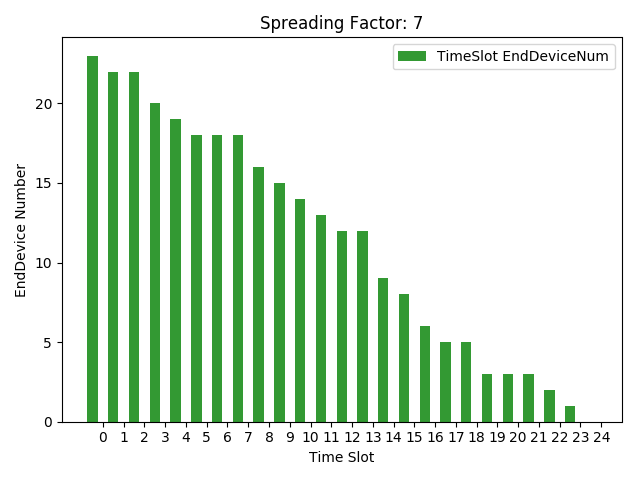 Spreading Factor: 7
TimeSlot EndDeviceNum
EndDevice Number
20
15
10
5
0
0 1 2 3 4 5 6 7 8 9 10 11 12 13 14 15 16 17 18 19 20 21 22 23 24
Time Slot